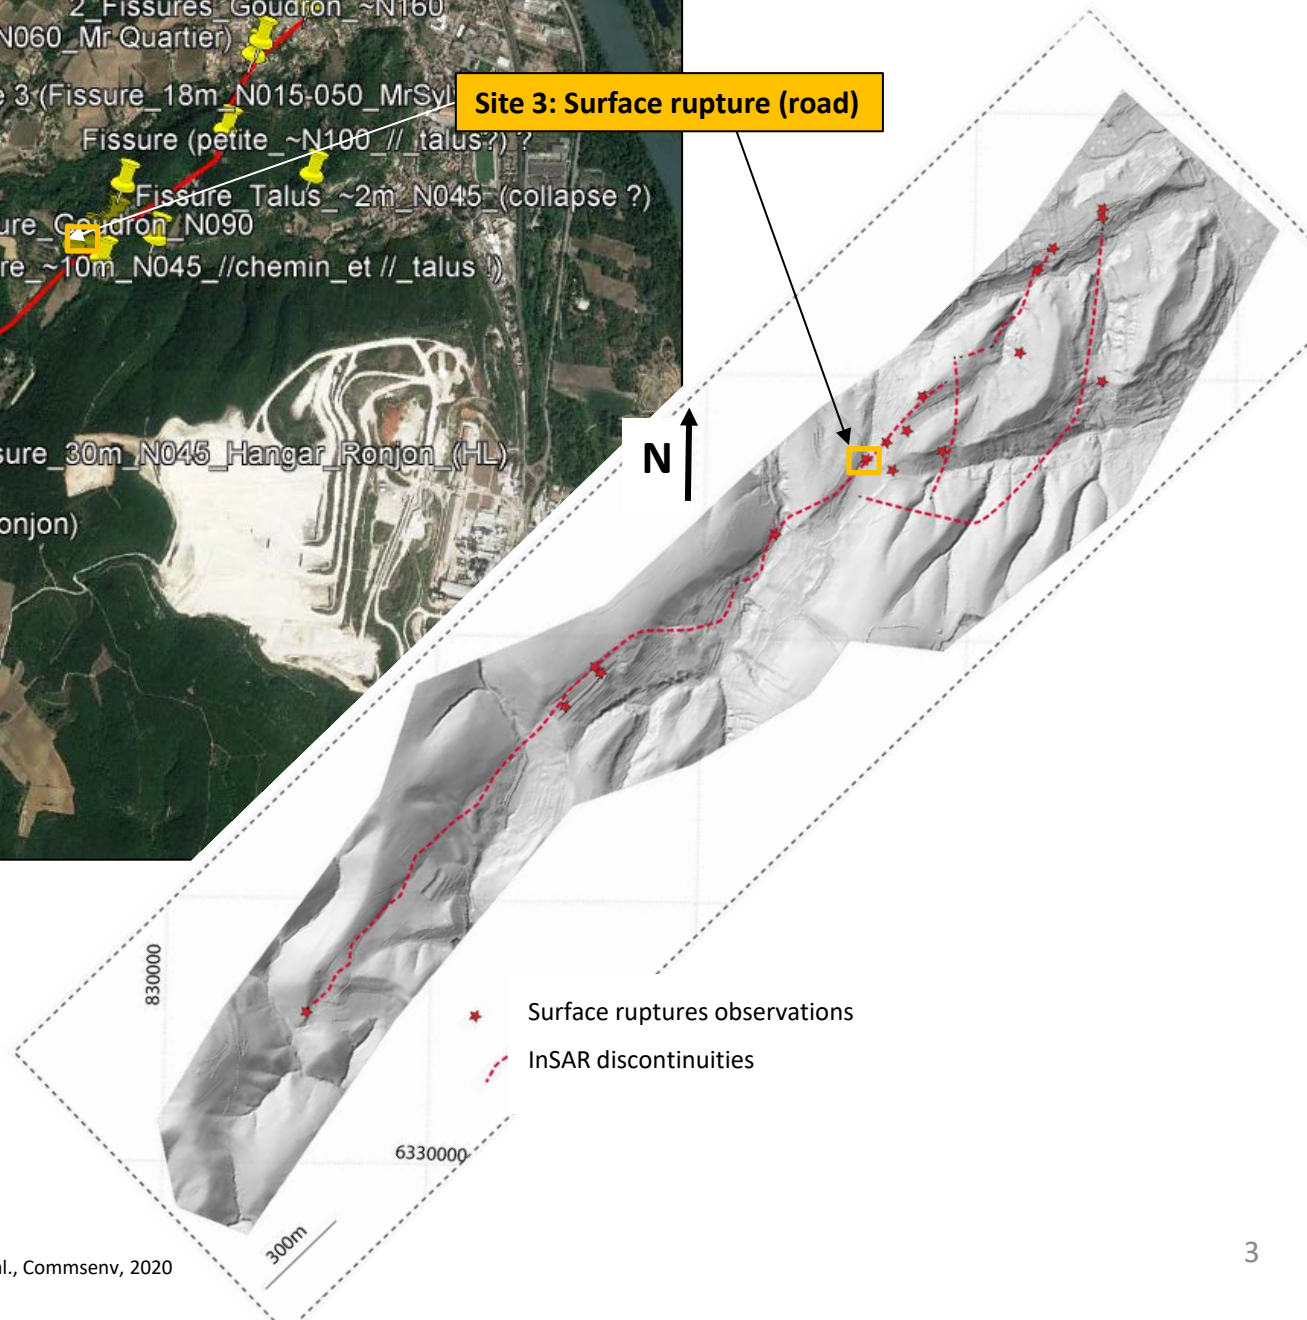 2_Fissures_Goudron_~N160
N060_Mr Quartier)
e 3 (Fissure_18m_N015-050_MrSyl
Site 3: Surface rupture (road)
Fissure (petite_~N100_//_talus?) ?
Fissure_Talus_~2m_N045_(collapse ?)
ure_Goudron_N090
re_~10m_N045_//chemin_et //_talus !)
sure_30m_N045_Hangar_Ronjon_(HL)
N
onjon)
830000
Surface ruptures observations
InSAR discontinuities
6330000
300m
al., Commsenv, 2020
3